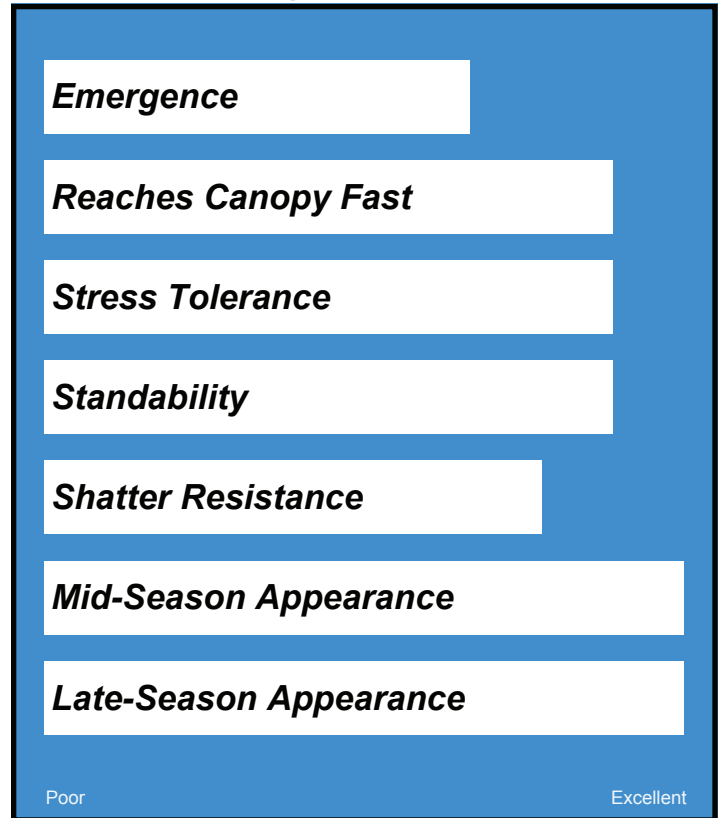 Emergence
Reaches Canopy Fast
Stress Tolerance
Standability
Shatter Resistance
Mid-Season Appearance
Late-Season Appearance
Poor Excellent